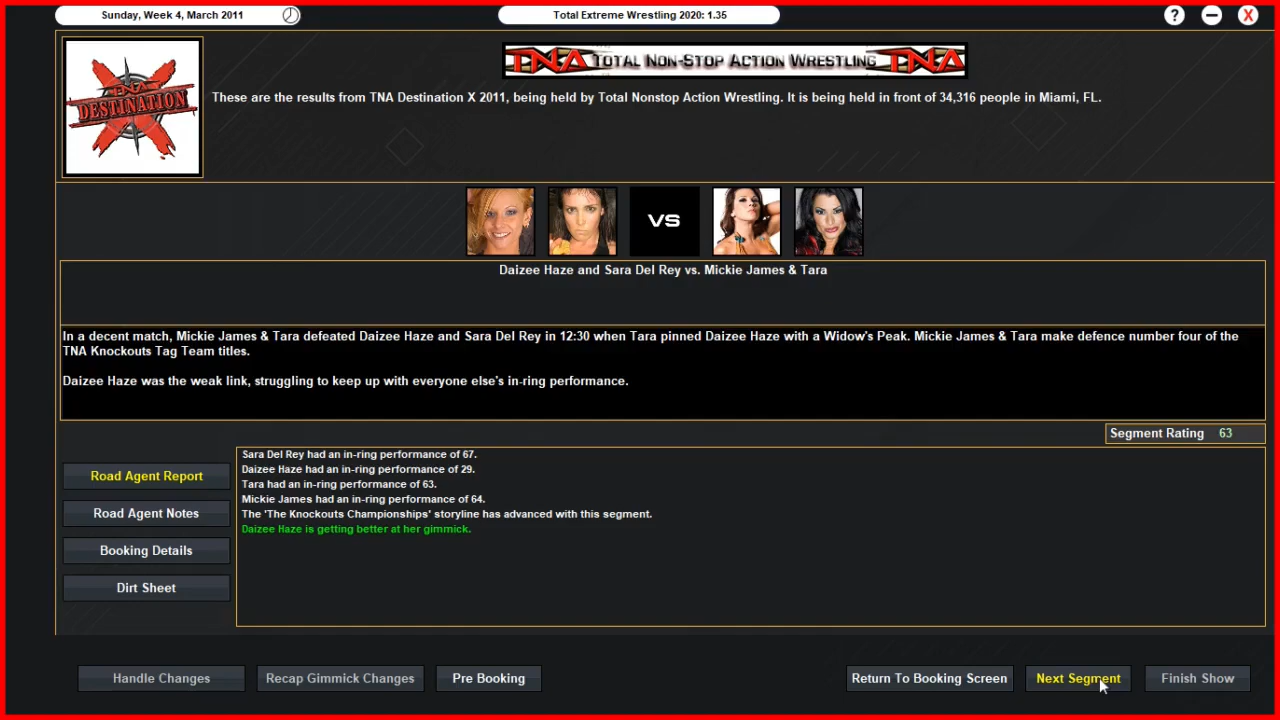 Sunday, Week 4, March 2011
Total Extreme Wrestling 2020: 1.35
?
X
TNA TOTAL NON-STOP ACTION WRESTLING TNA
TNA
DESTINATION
X
These are the results from TNA Destination X 2011, being held by Total Nonstop Action Wrestling. It is being held in front of 34,316 people in Miami, FL.
VS
Daizee Haze and Sara Del Rey vs. Mickie James & Tara
In a decent match, Mickie James & Tara defeated Daizee Haze and Sara Del Rey in 12:30 when Tara pinned Daizee Haze with a Widow's Peak. Mickie James & Tara make defence number four of the
TNA Knockouts Tag Team titles.
Daizee Haze was the weak link, struggling to keep up with everyone else's in-ring performance.
Segment Rating 63
Road Agent Report
Road Agent Notes
Booking Details
Dirt Sheet
Sara Del Rey had an in-ring performance of 67.
Daizee Haze had an in-ring performance of 29.
Tara had an in-ring performance of 63.
Mickie James had an in-ring performance of 64.
The 'The Knockouts Championships' storyline has advanced with this segment.
Daizee Haze is getting better at her gimmick.
Handle Changes
Recap Gimmick Changes
Pre Booking
Return To Booking Screen
Next Segment
Finish Show